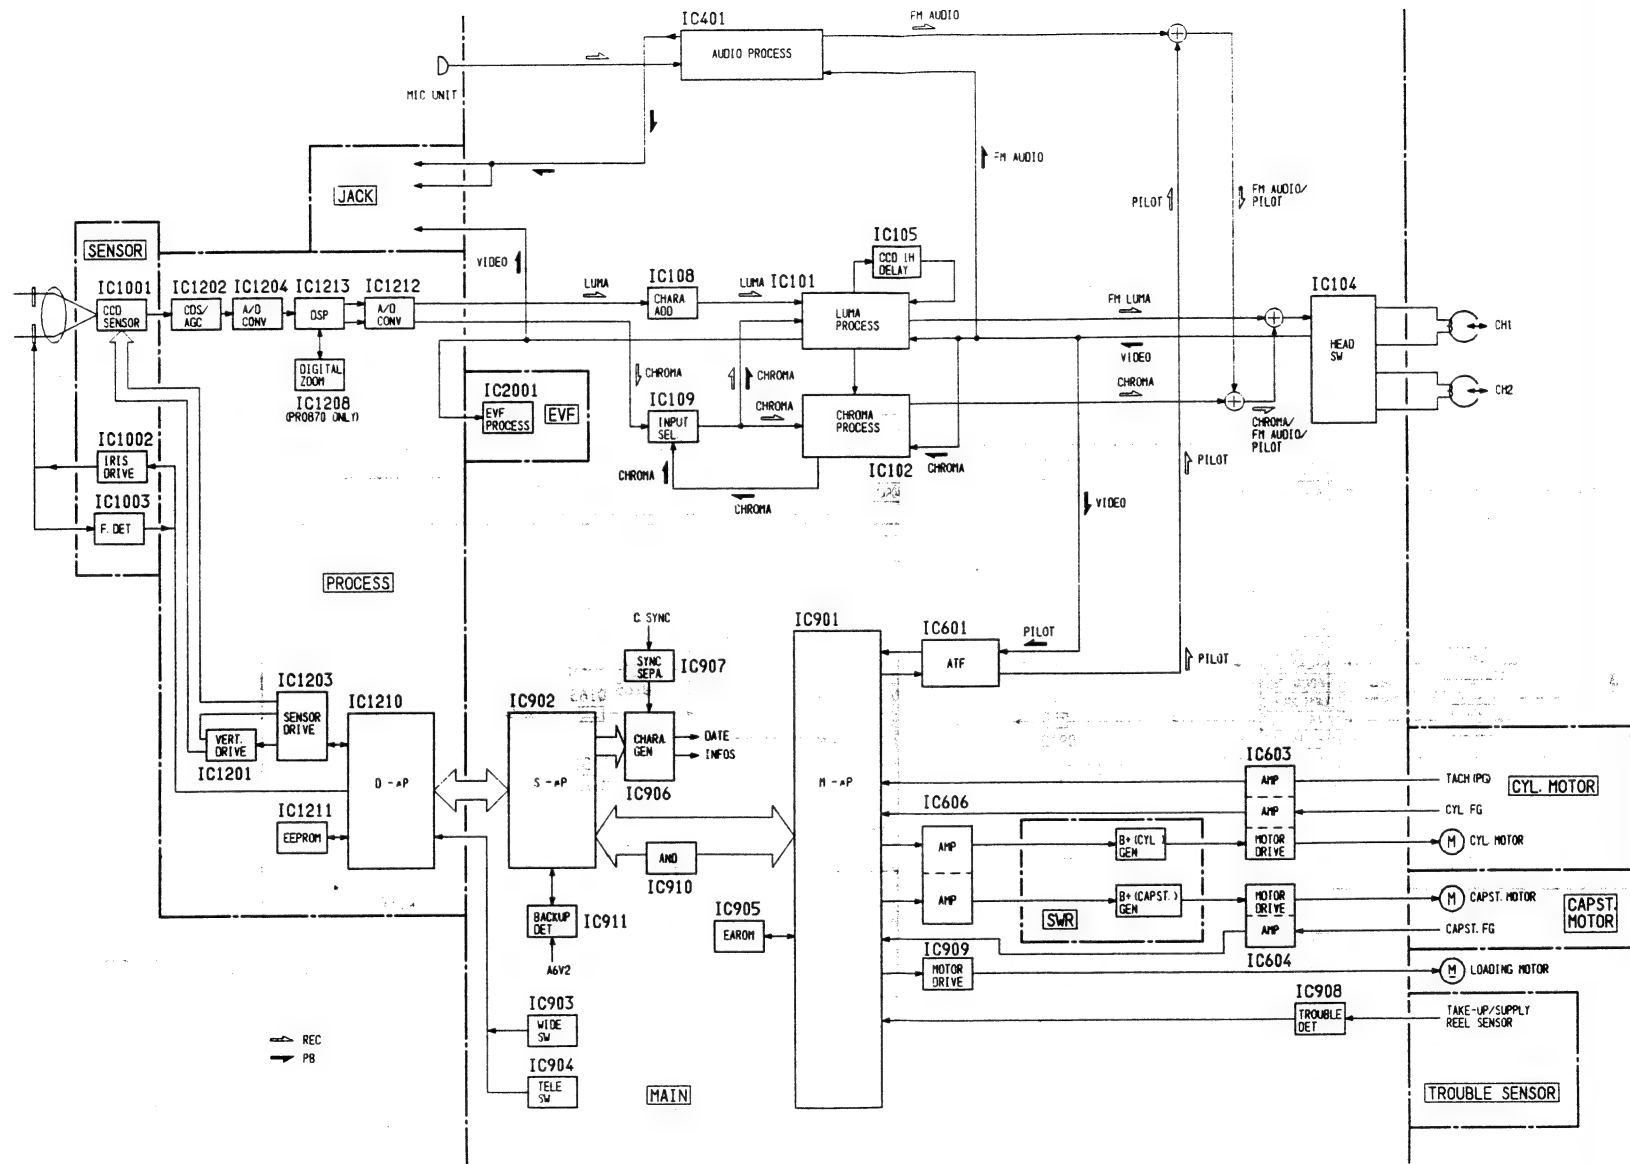 IC401
AUDIO PROCESS
FM AUDIO
MIC UNIT
FM AUDIO
PILOT
FM AUDIO/
PILOT
JACK
SENSOR
VIDEO
IC1001
CCD
SENSOR
IC1202
CDS/
AGC
IC1204
A/D
CONV
IC1213
DSP
IC1212
A/D
CONV
DIGITAL
ZOOM
IC1208
(PRO870 ONLY)
LUMA
IC108
CHARA
ADD
LUMA
IC101
LUMA
PROCESS
IC105
CCD 1H
DELAY
FM LUMA
VIDEO
IC104
HEAD
SW
CH1
CH2
CHROMA
CHROMA
CHROMA
IC2001
EVF
PROCESS
EVF
IC109
INPUT
SEL.
CHROMA
CHROMA
PROCESS
IC102
CHROMA
CHROMA
CHROMA
CHROMA/
FM AUDIO/
PILOT
PILOT
VIDEO
IC1002
IRIS
DRIVE
IC1003
F. DET
PROCESS
C. SYNC
SYNC
SEPA.
IC907
IC901
M-μP
IC601
ATF
PILOT
PILOT
IC1203
SENSOR
DRIVE
VERT.
DRIVE
IC1201
IC1210
D-μP
IC1211
EEPROM
IC902
S-μP
CHARA.
GEN
IC906
DATE
INFOS
AND
IC910
BACKUP
DET
IC911
A6V2
IC905
EAROM
IC903
WIDE
SW
IC904
TELE
SW
REC
PB
MAIN
IC606
AMP
AMP
B+(CYL.)
GEN
B+(CAPST.)
GEN
SWR
IC603
AMP
AMP
MOTOR
DRIVE
MOTOR
DRIVE
AMP
IC604
IC909
MOTOR
DRIVE
IC908
TROUBLE
DET
TACH(PG)
CYL. FG
M
CYL. MOTOR
CYL. MOTOR
M
CAPST. MOTOR
CAPST. FG
CAPST.
MOTOR
M
LOADING MOTOR
TAKE-UP/SUPPLY
REEL SENSOR
TROUBLE SENSOR